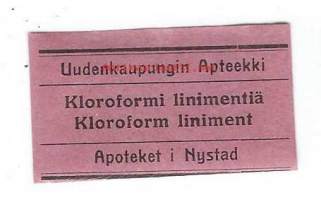 Uudenkaupungin Apteekki
Kloroformi linimentiä
Kloroform liniment
Apoteket i Nystad